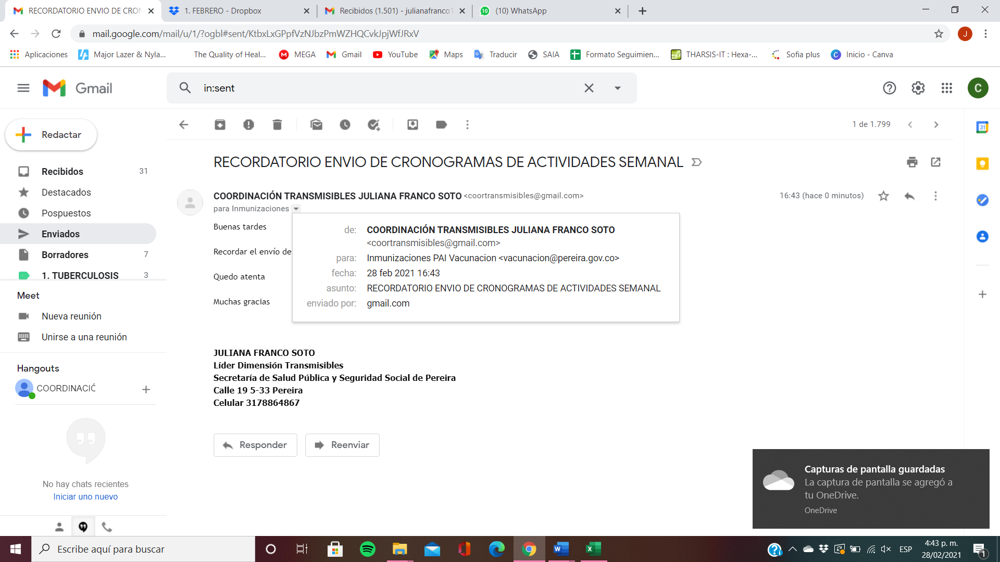 RECORDATORIO ENVIO DE CRON
1. FEBRERO - Dropbox
Recibidos (1.501) - julianafranco1
(10) WhatsApp
mail.google.com/mail/u/1/?ogbl#sent/KtbxLxGPpfVzNJbzPmWZHQCvkJpjWfJRxV
J
Aplicaciones
Major Lazer & Nyla...
The Quality of Heal...
MEGA
Gmail
YouTube
Maps
Traducir
SAIA
Formato Seguimien...
THARSIS-IT : Hexa-...
Sofia plus
Inicio - Canva
Gmail
in:sent
C
Redactar
1 de 1.799
Recibidos 31
Destacados
Pospuestos
Enviados
Borradores 7
1. TUBERCULOSIS 3
Meet
Nueva reunión
Unirse a una reunión
Hangouts
COORDINACIÓ
No hay chats recientes
Iniciar uno nuevo
RECORDATORIO ENVIO DE CRONOGRAMAS DE ACTIVIDADES SEMANAL
COORDINACIÓN TRANSMISIBLES JULIANA FRANCO SOTO <coortransmisibles@gmail.com>
16:43 (hace 0 minutos)
para Inmunizaciones
Buenas tardes
Recordar el envío de
Quedo atenta
Muchas gracias
de: COORDINACIÓN TRANSMISIBLES JULIANA FRANCO SOTO
<coortransmisibles@gmail.com>
para: Inmunizaciones PAI Vacunacion <vacunacion@pereira.gov.co>
fecha: 28 feb 2021 16:43
asunto: RECORDATORIO ENVIO DE CRONOGRAMAS DE ACTIVIDADES SEMANAL
enviado por: gmail.com
JULIANA FRANCO SOTO
Líder Dimensión Transmisibles
Secretaría de Salud Pública y Seguridad Social de Pereira
Calle 19 5-33 Pereira
Celular 3178864867
Responder
Reenviar
31
Capturas de pantalla guardadas
La captura de pantalla se agregó a
tu OneDrive.
OneDrive
Escribe aquí para buscar
ESP
4:43 p. m.
28/02/2021
1